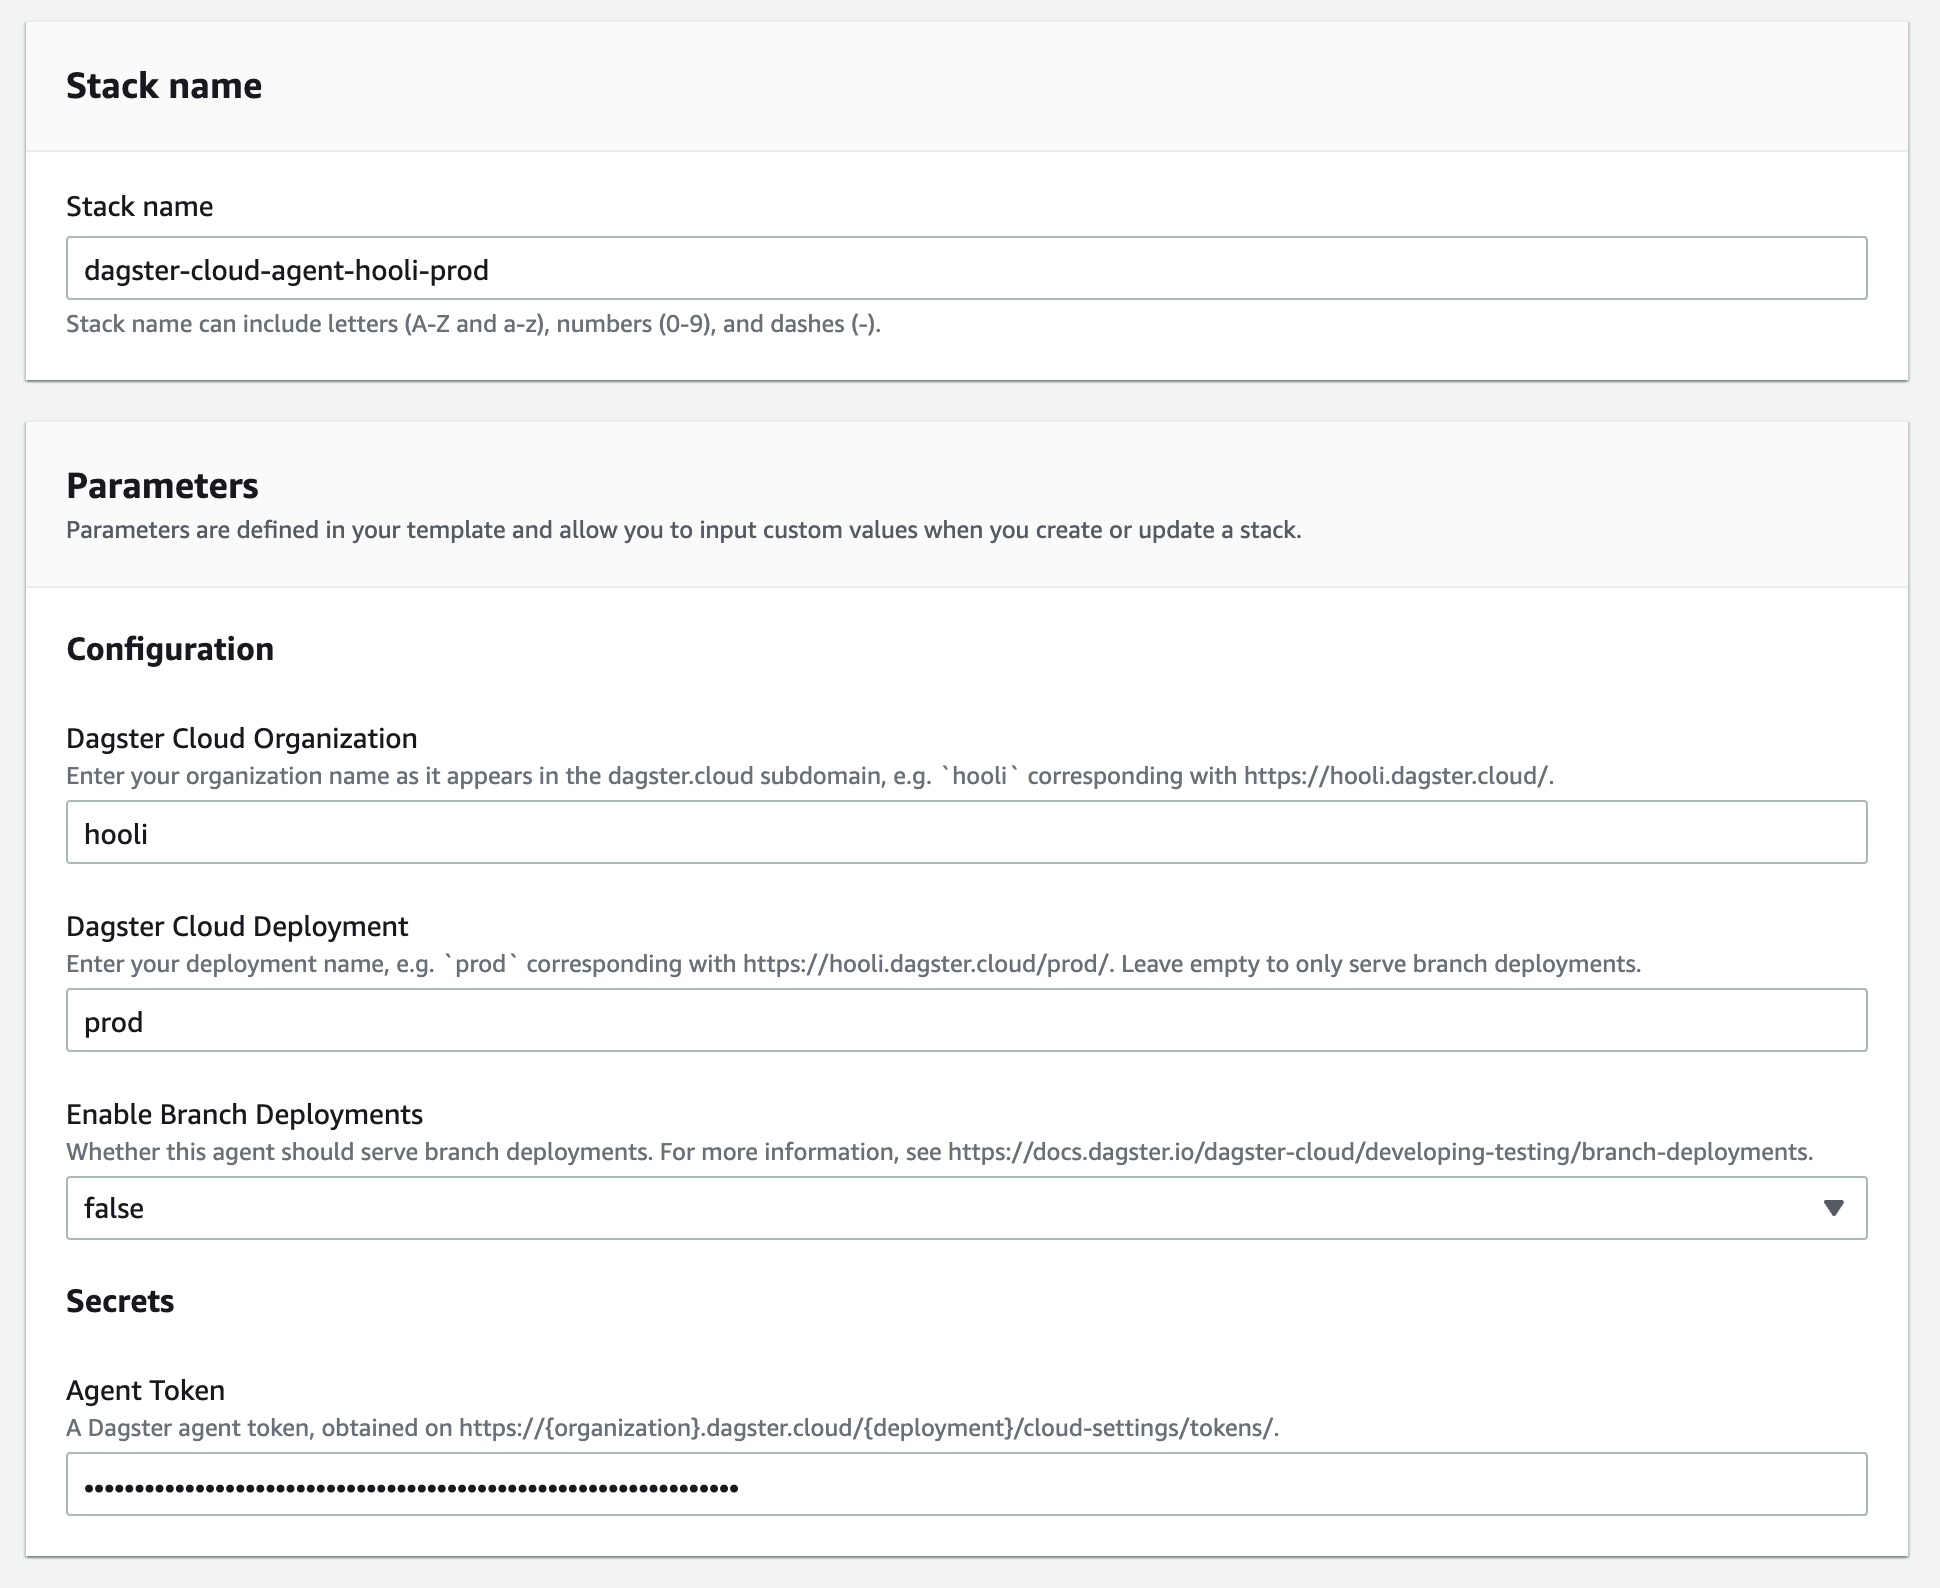 Stack name
Stack name
dagster-cloud-agent-hooli-prod
Stack name can include letters (A-Z and a-z), numbers (0-9), and dashes (-).
Parameters
Parameters are defined in your template and allow you to input custom values when you create or update a stack.
Configuration
Dagster Cloud Organization
Enter your organization name as it appears in the dagster.cloud subdomain, e.g. `hooli` corresponding with https://hooli.dagster.cloud/.
hooli
Dagster Cloud Deployment
Enter your deployment name, e.g. `prod` corresponding with https://hooli.dagster.cloud/prod/. Leave empty to only serve branch deployments.
prod
Enable Branch Deployments
Whether this agent should serve branch deployments. For more information, see https://docs.dagster.io/dagster-cloud/developing-testing/branch-deployments.
false
Secrets
Agent Token
A Dagster agent token, obtained on https://{organization}.dagster.cloud/{deployment}/cloud-settings/tokens/.